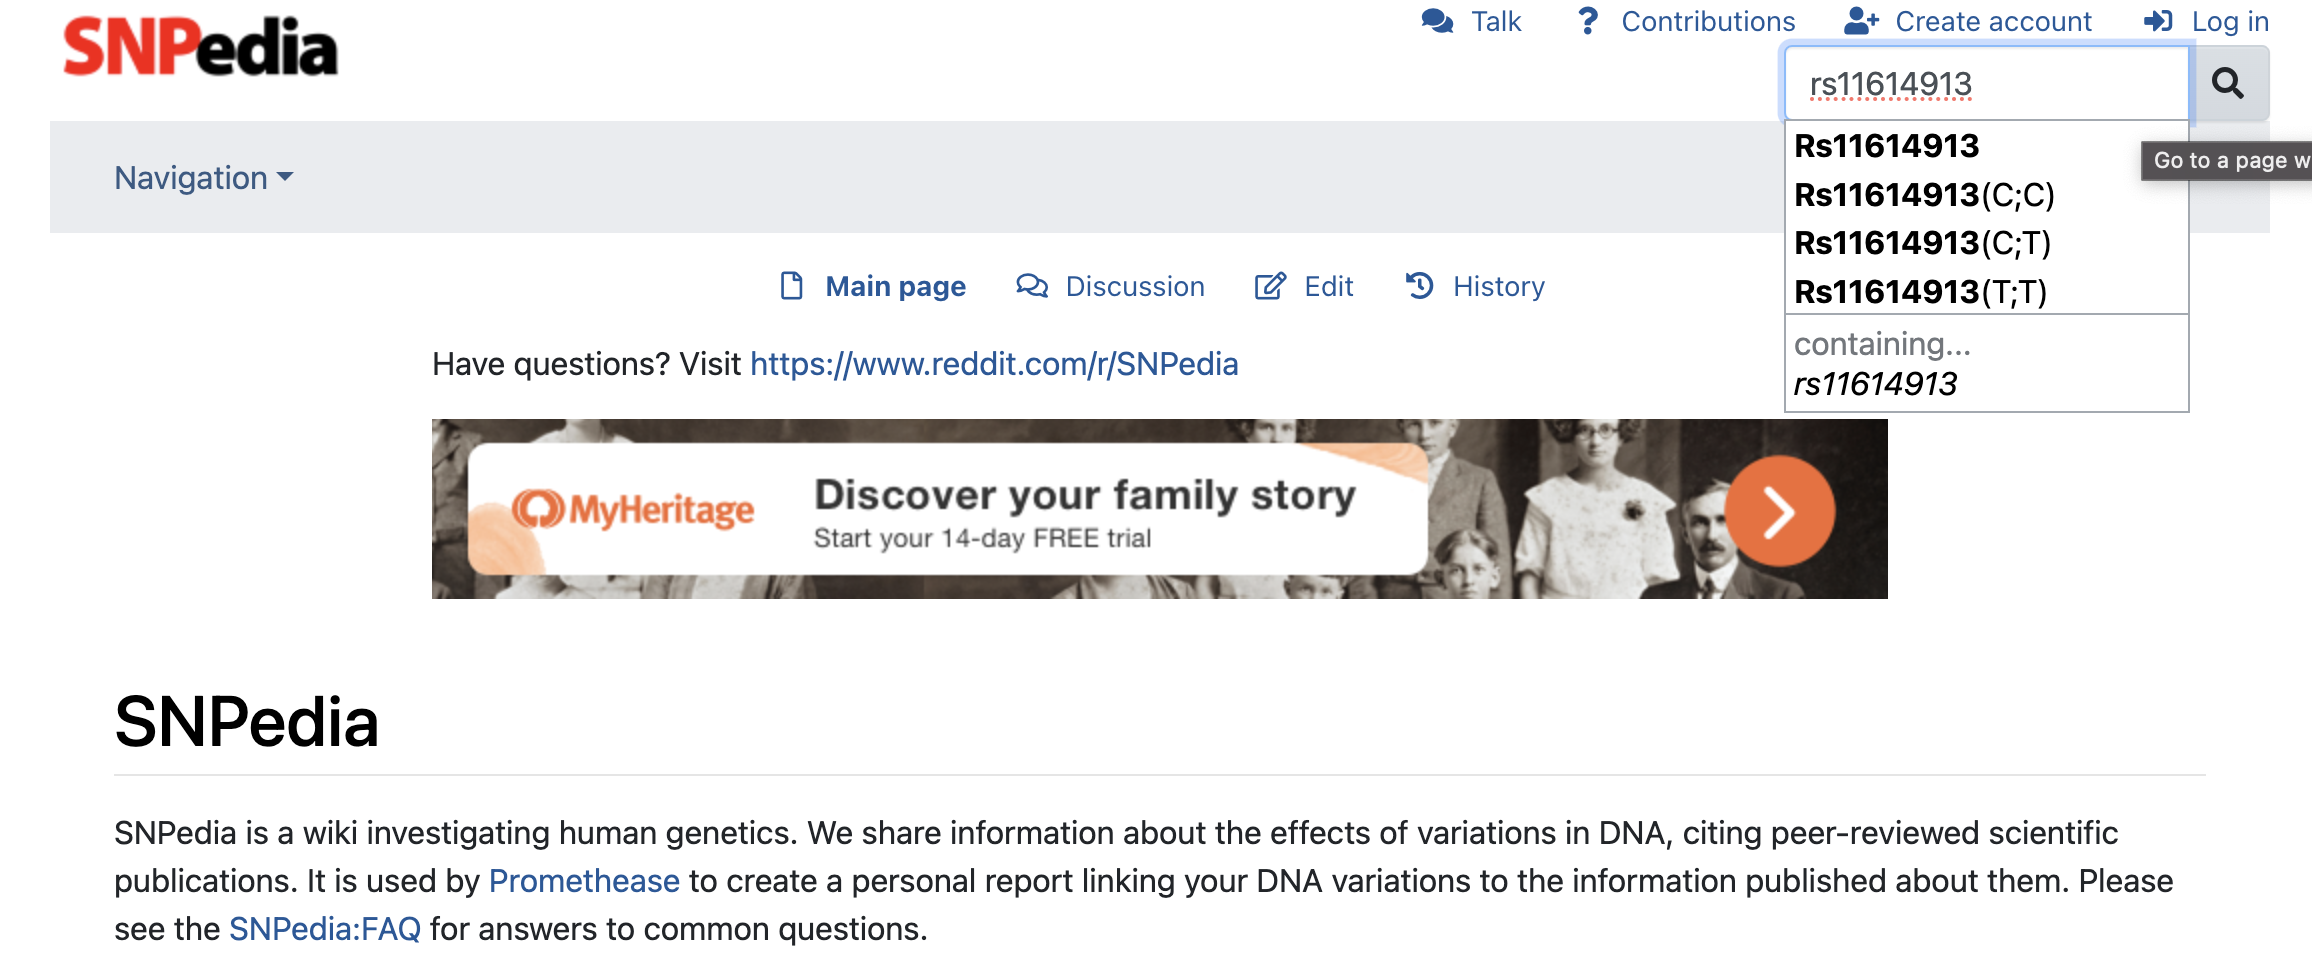 SNPedia
Talk
Contributions
Create account
Log in
rs11614913
Rs11614913
Rs11614913(C;C)
Rs11614913(C;T)
Rs11614913(T;T)
containing...
rs11614913
Go to a page w
Navigation
Main page
Discussion
Edit
History
Have questions? Visit https://www.reddit.com/r/SNPedia
MyHeritage
Discover your family story
Start your 14-day FREE trial
SNPedia
SNPedia is a wiki investigating human genetics. We share information about the effects of variations in DNA, citing peer-reviewed scientific
publications. It is used by Promethease to create a personal report linking your DNA variations to the information published about them. Please
see the SNPedia:FAQ for answers to common questions.